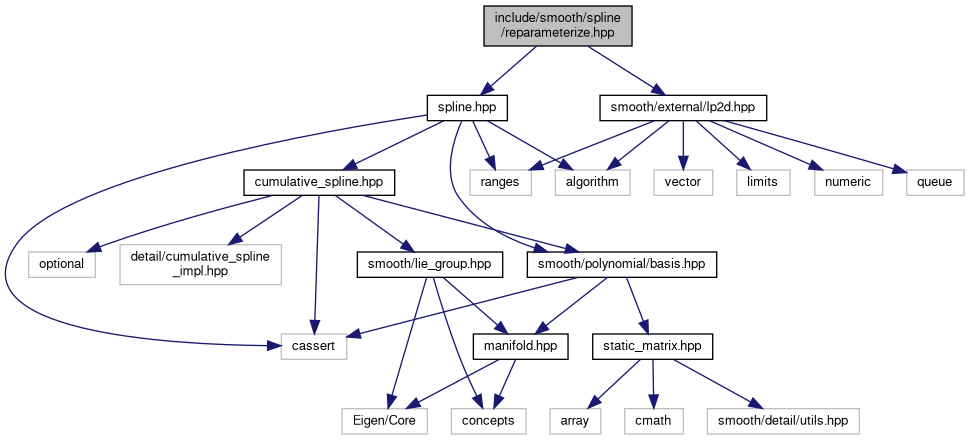 include/smooth/spline
/reparameterize.hpp
spline.hpp
smooth/external/lp2d.hpp
cumulative_spline.hpp
ranges
algorithm
vector
limits
numeric
queue
optional
detail/cumulative_spline
_impl.hpp
smooth/lie_group.hpp
smooth/polynomial/basis.hpp
cassert
manifold.hpp
static_matrix.hpp
Eigen/Core
concepts
array
cmath
smooth/detail/utils.hpp